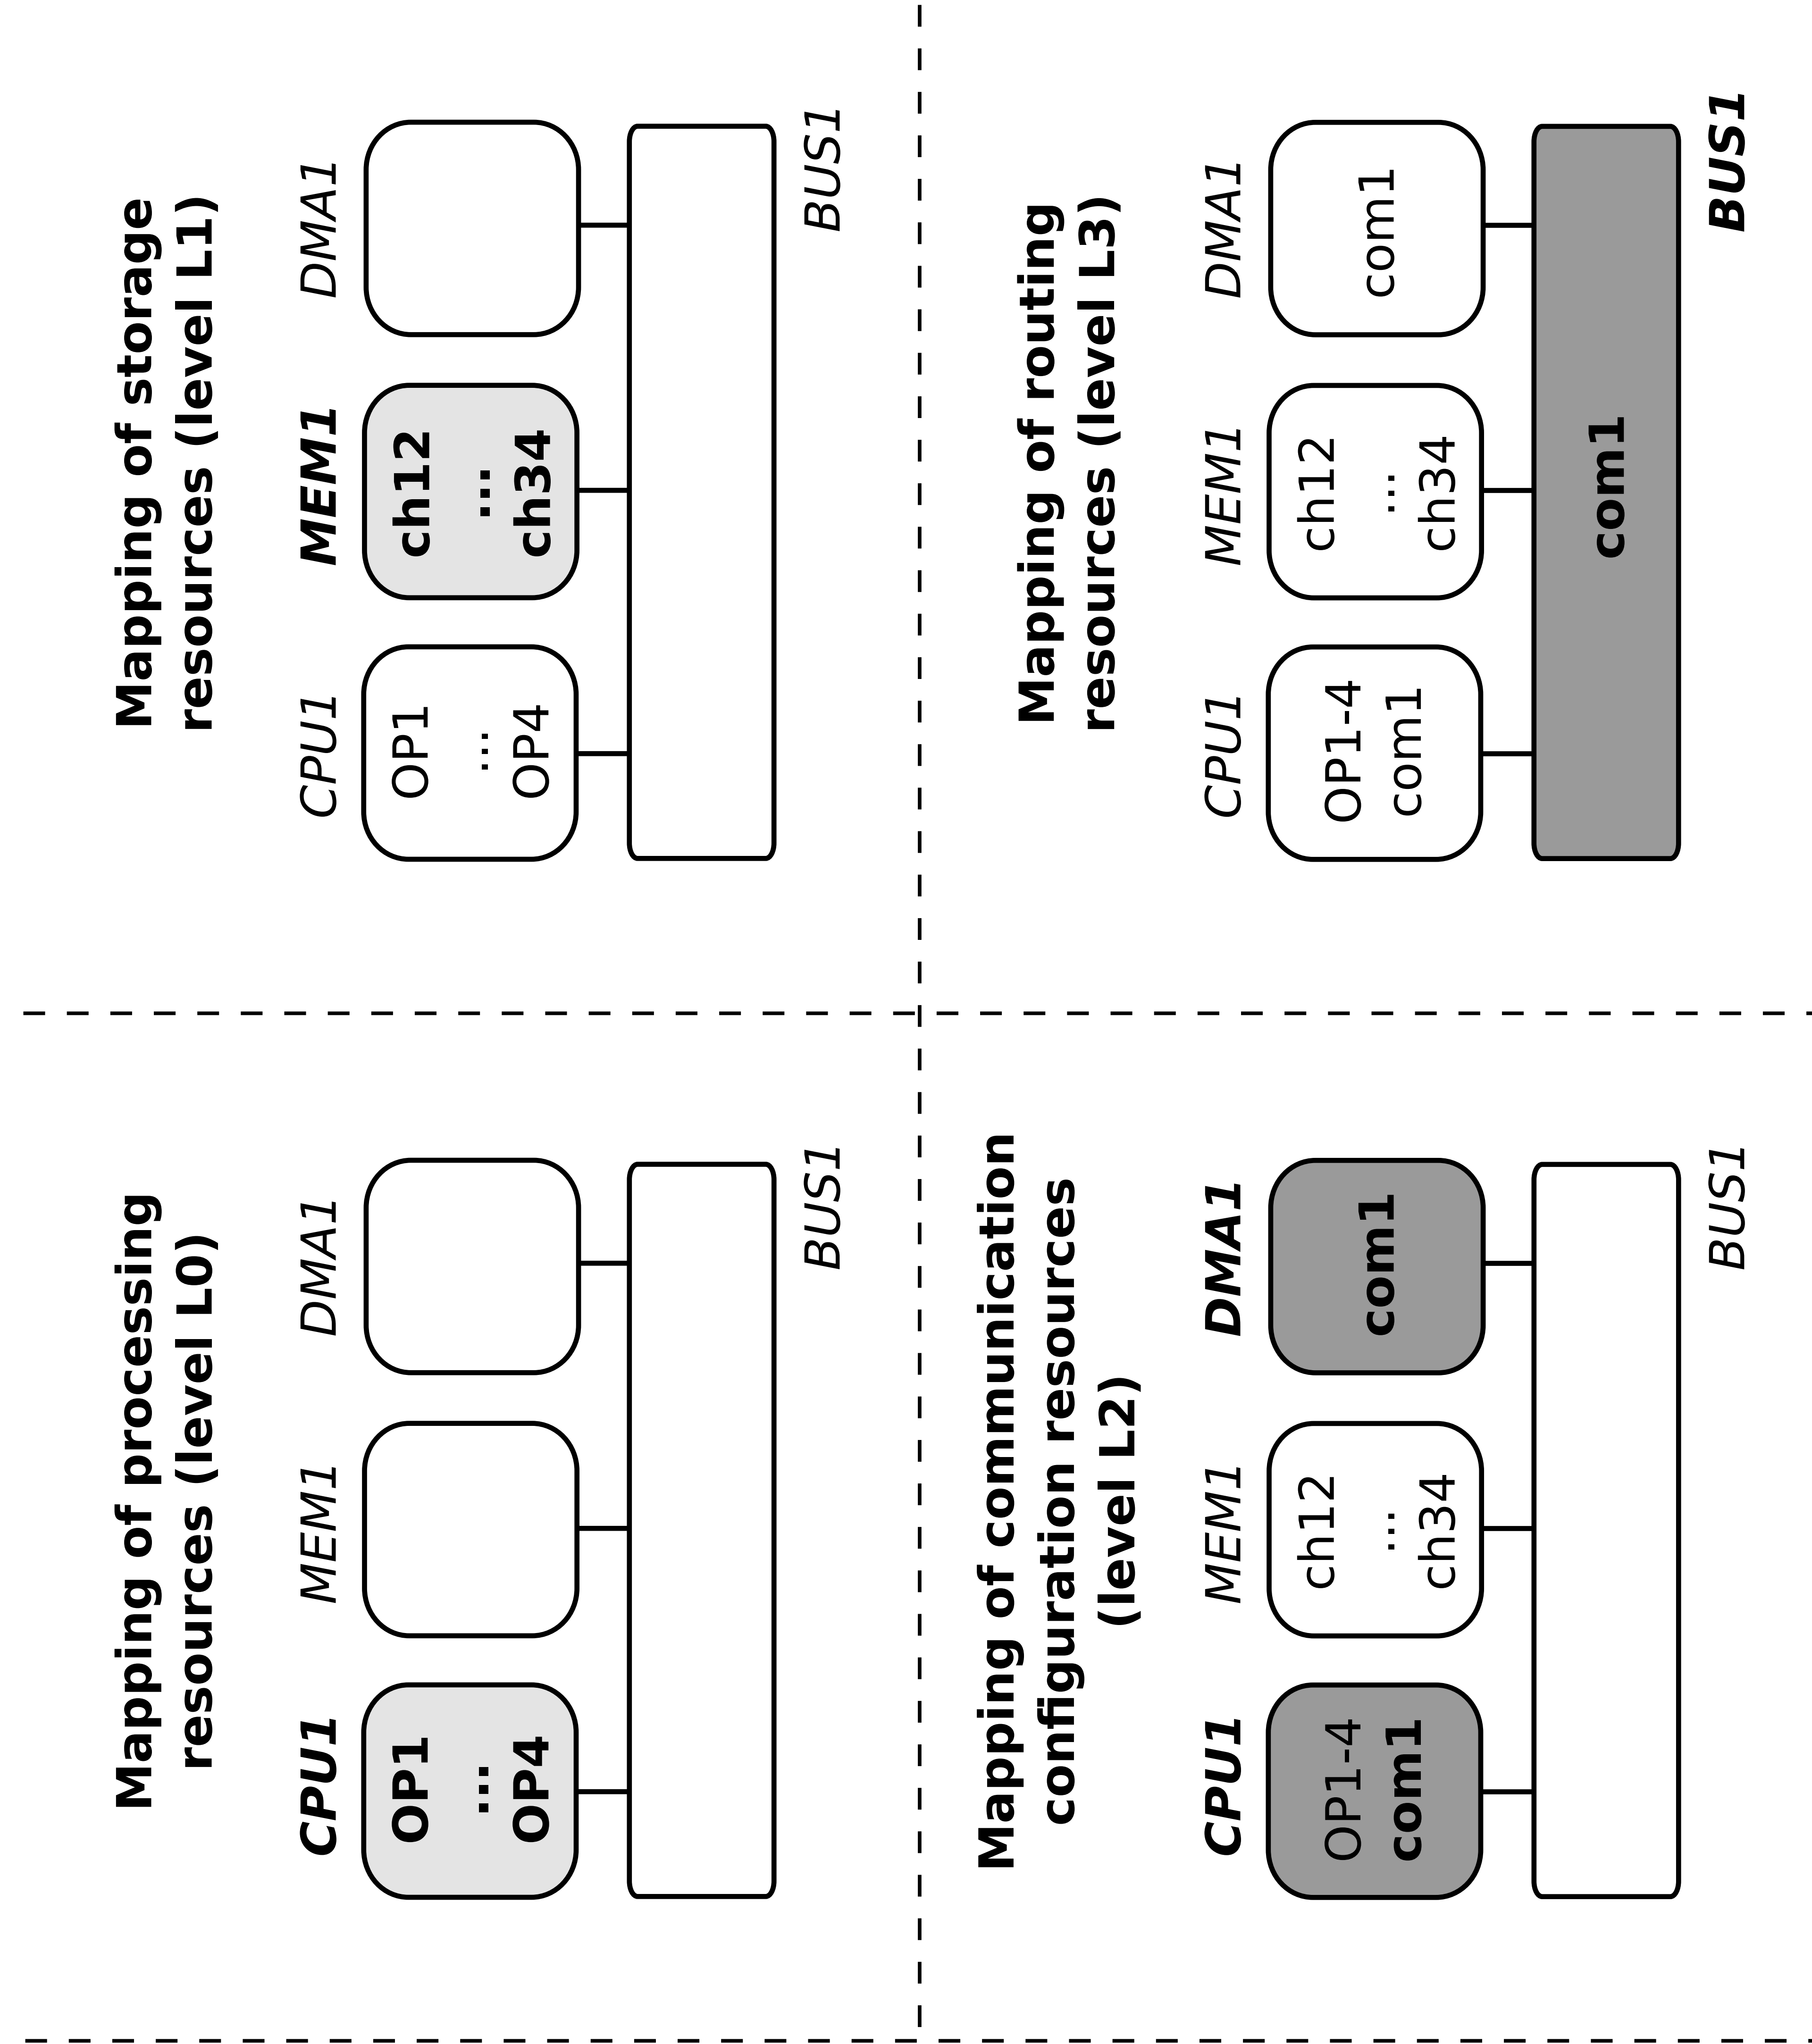 Mapping of processing
resources (level L0)
CPU1
MEM1
DMA1
OP1
...
OP4
BUS1
Mapping of storage
resources (level L1)
CPU1
MEM1
DMA1
OP1
...
OP4
ch12
...
ch34
BUS1
Mapping of communication
configuration resources
(level L2)
CPU1
MEM1
DMA1
OP1-4
com1
ch12
...
ch34
com1
BUS1
Mapping of routing
resources (level L3)
CPU1
MEM1
DMA1
OP1-4
com1
ch12
...
ch34
com1
com1
BUS1